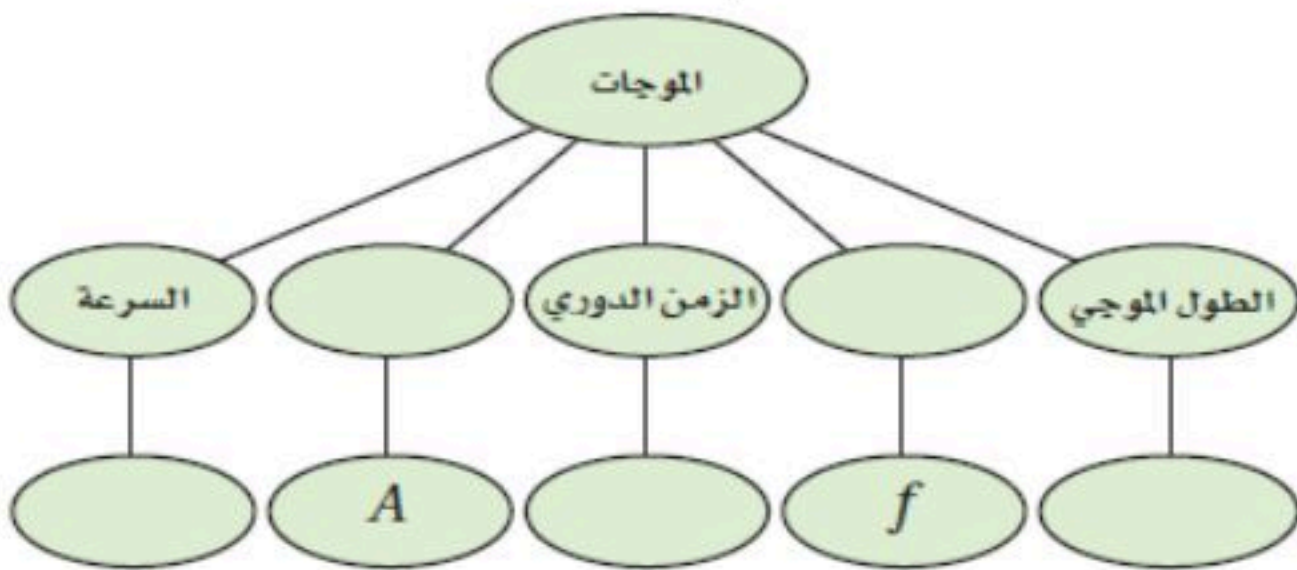 الموجات
الطول الموجي
الزمن الدوري
السرعة
f
A